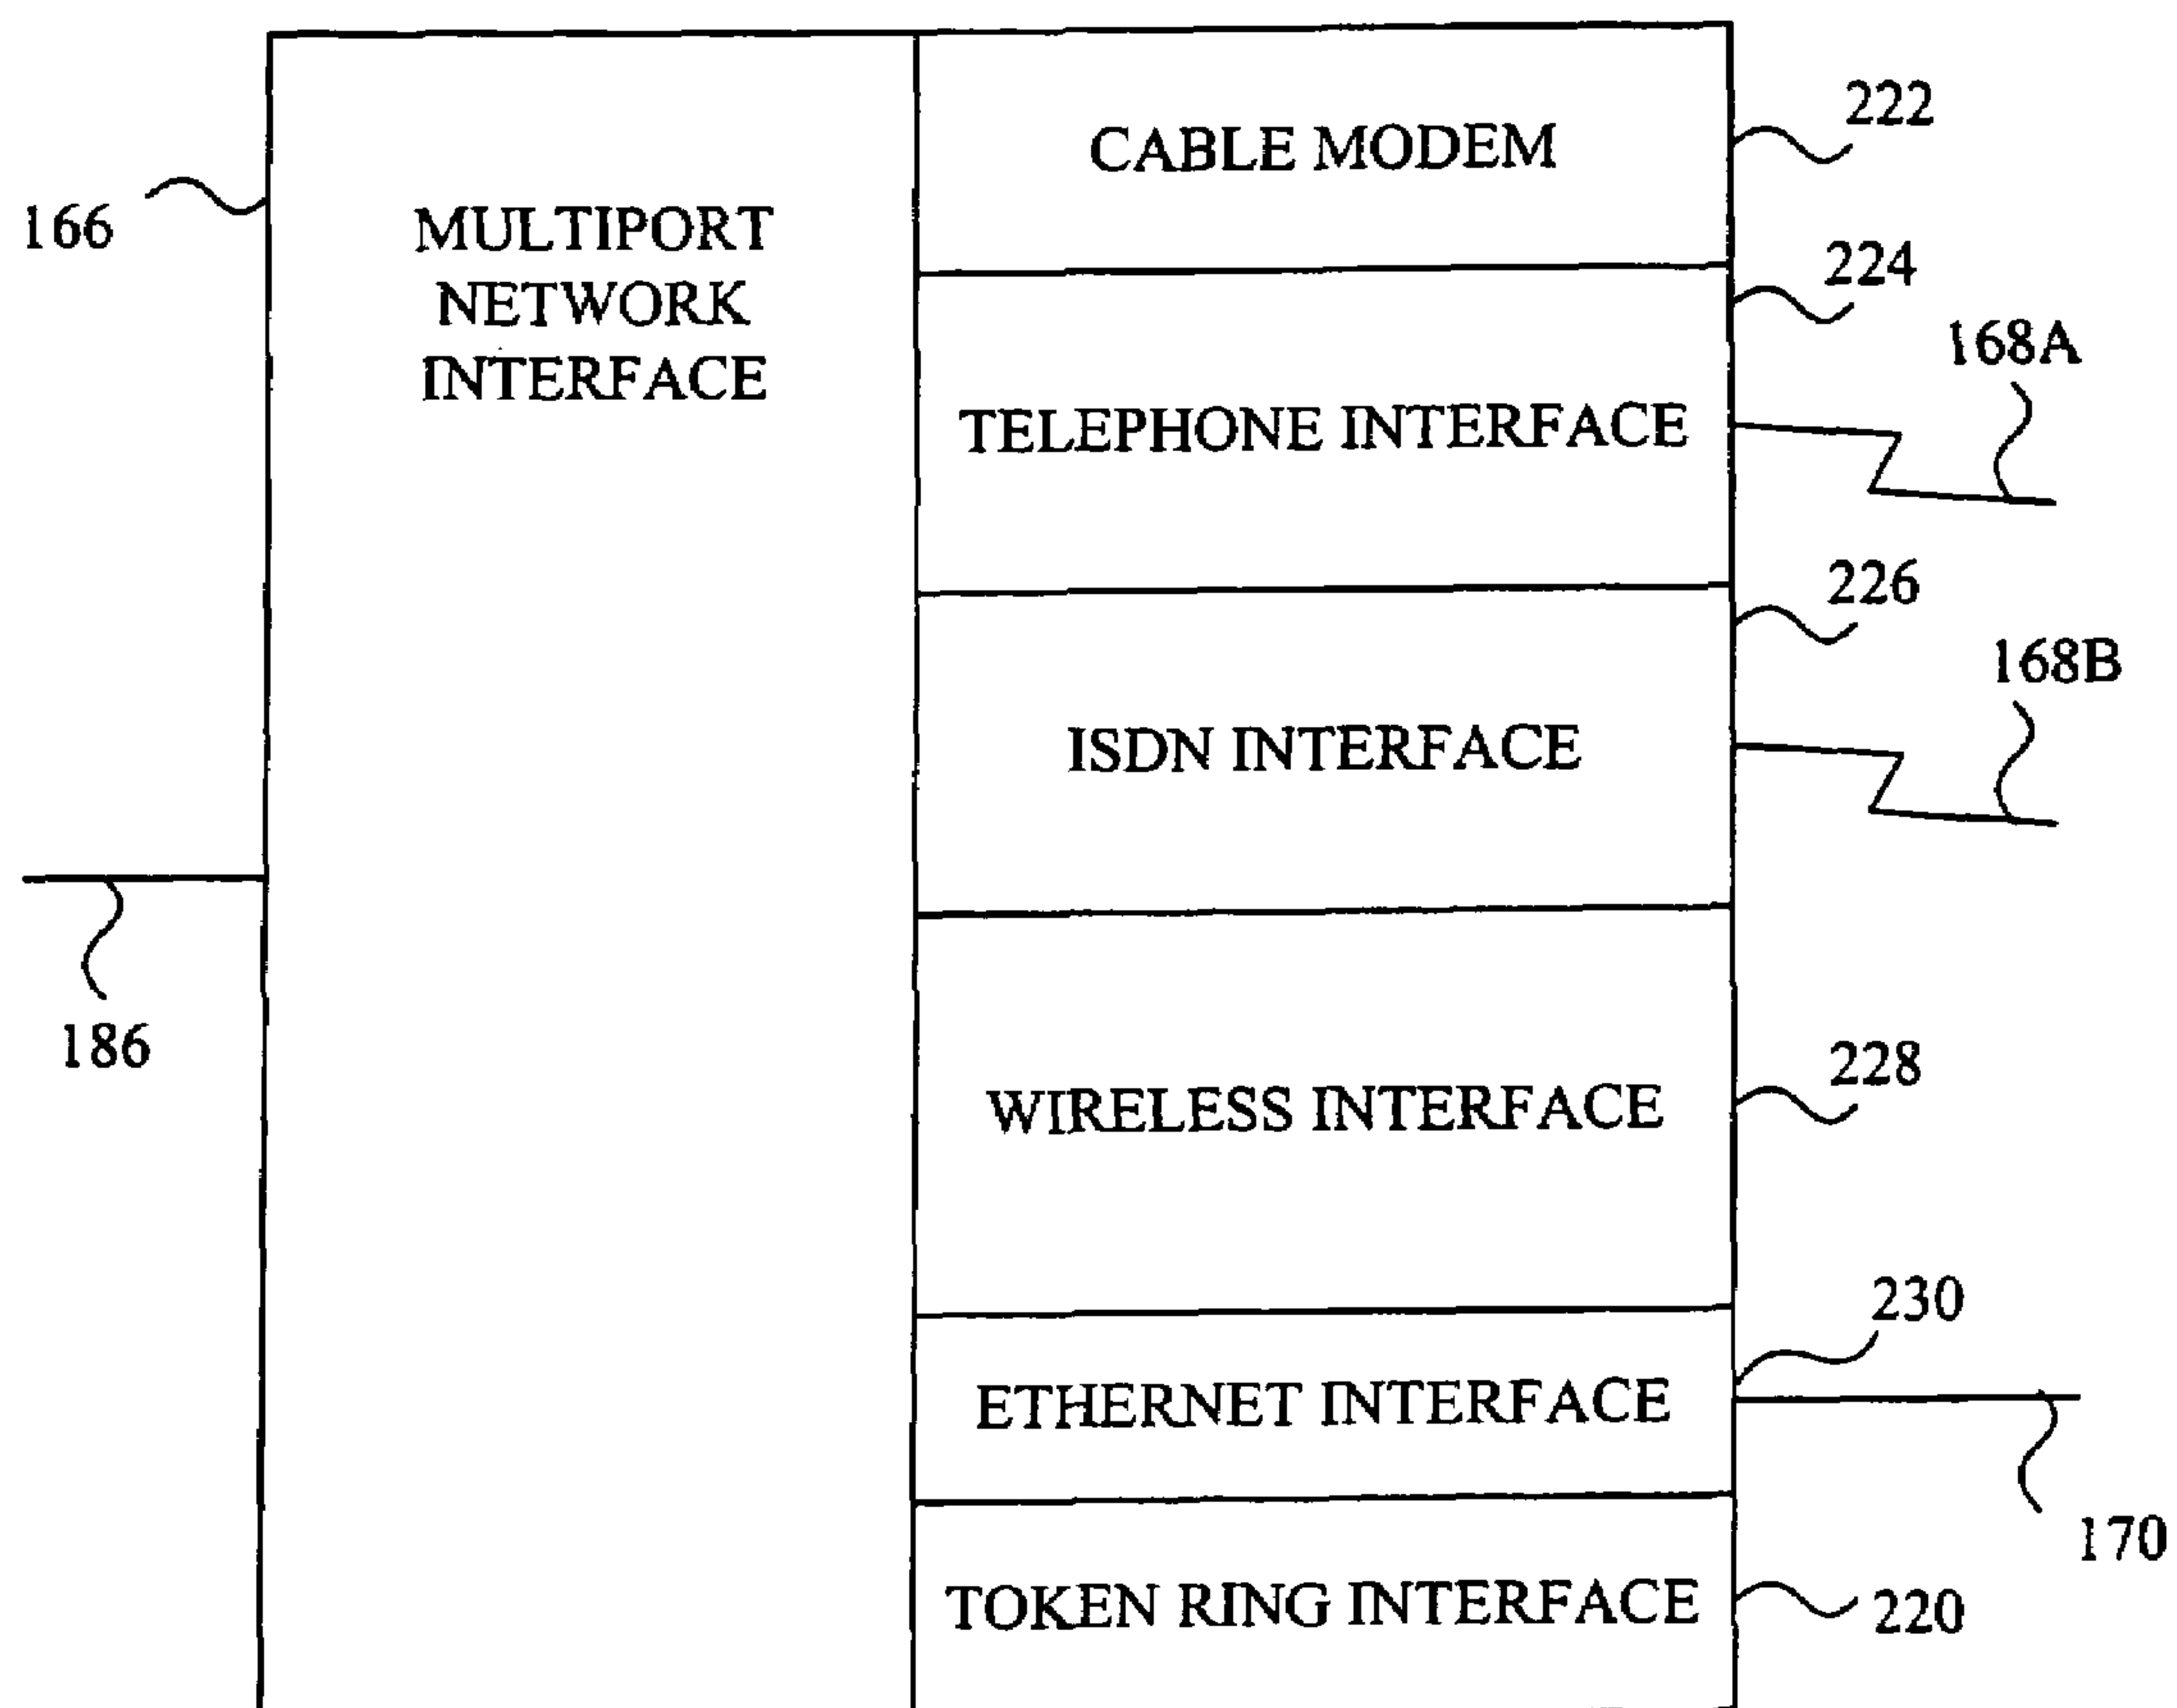 222
CABLE MODEM
166
MULTIPORT
NETWORK
INTERFACE
224
168A
TELEPHONE INTERFACE
226
168B
ISDN INTERFACE
186
228
WIRELESS INTERFACE
230
ETHERNET INTERFACE
170
TOKEN RING INTERFACE
220